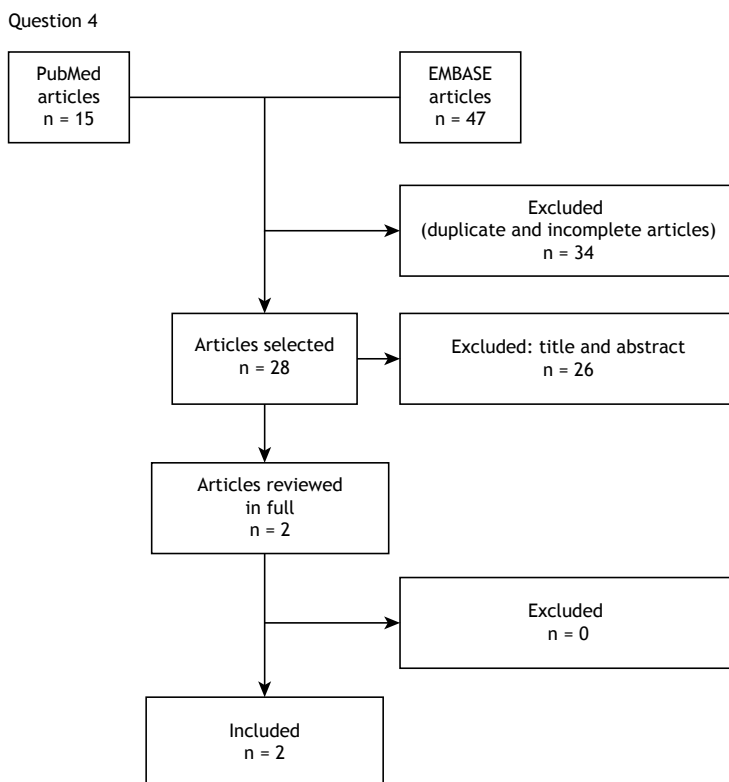 Question 4
PubMed
articles
n = 15
EMBASE
articles
n = 47
Excluded
(duplicate and incomplete articles)
n = 34
Articles selected
n = 28
Excluded: title and abstract
n = 26
Articles reviewed
in full
n = 2
Excluded
n = 0
Included
n = 2